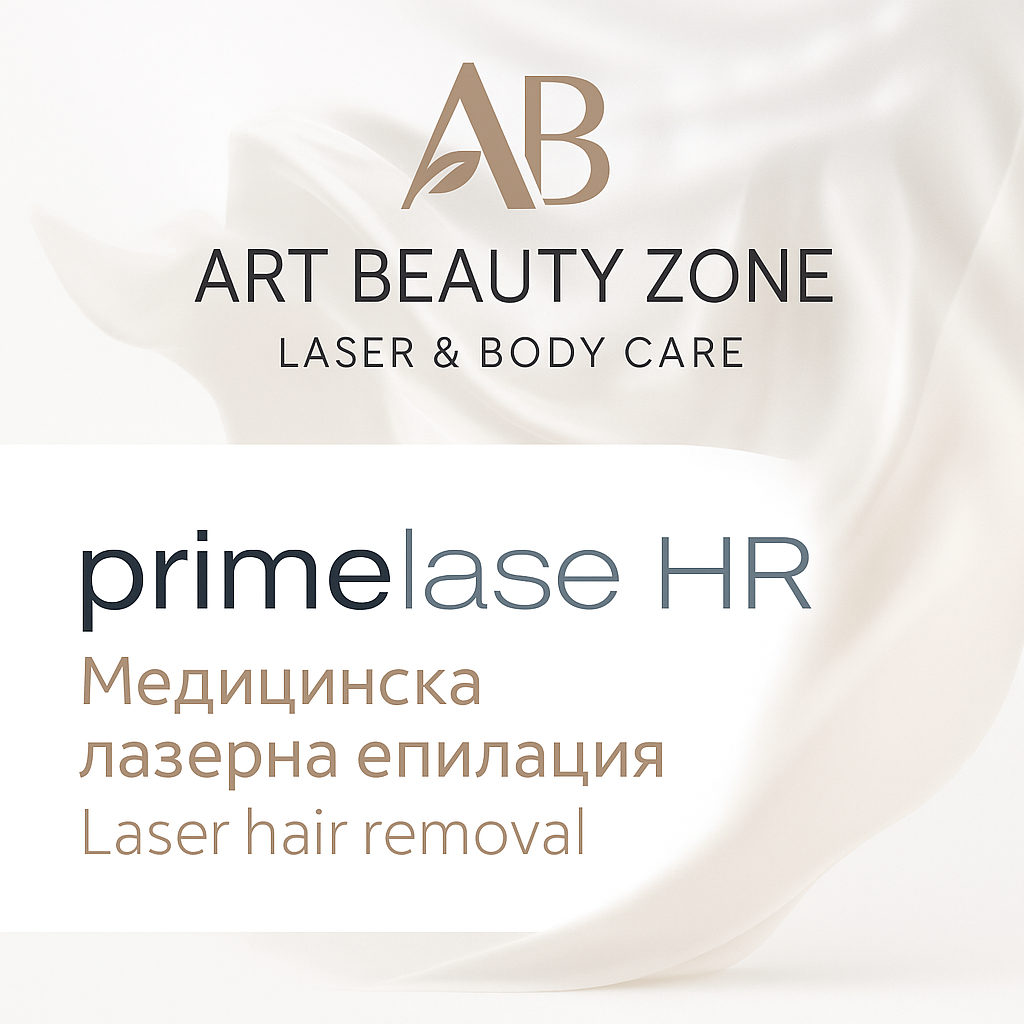 AB
ART BEAUTY ZONE
LASER & BODY CARE
primelase HR
Медицинска
лазерна епилация
Laser hair removal